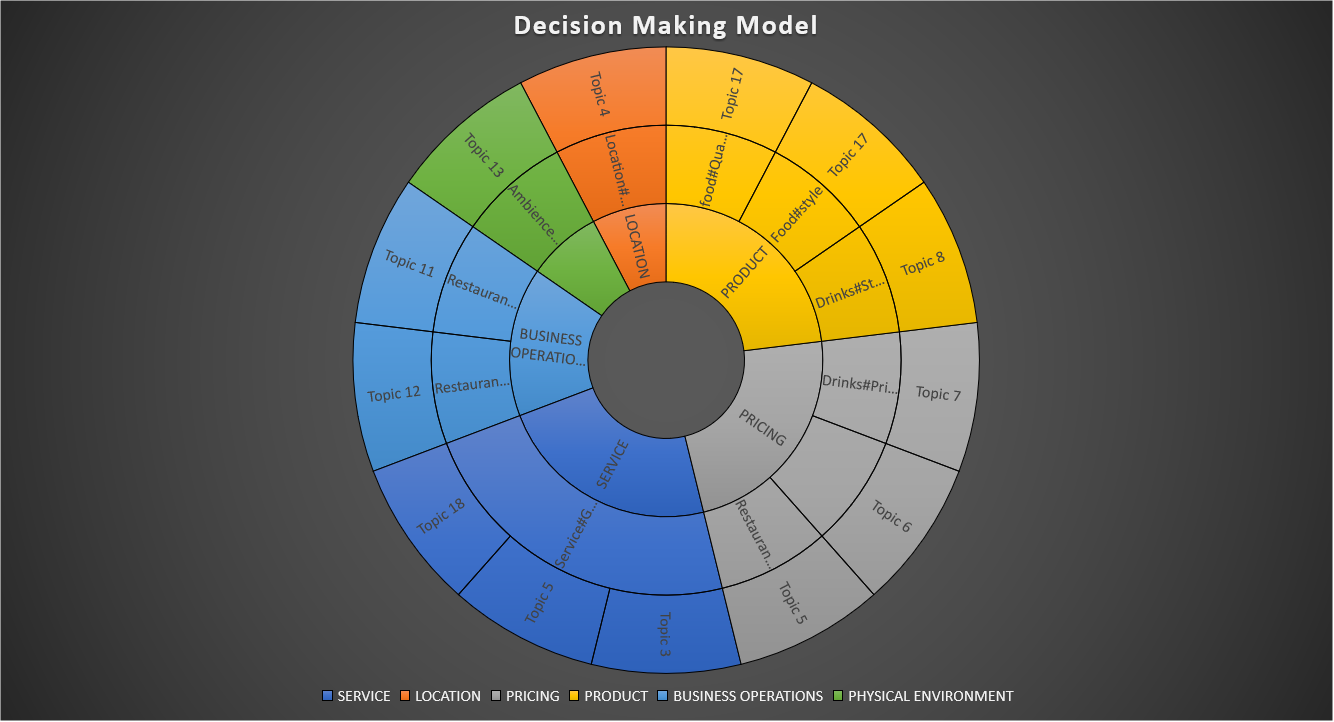 Decision Making Model
Topic 4
Topic 17
Topic 17
Topic 8
Topic 7
Topic 6
Topic 5
Topic 3
Topic 5
Topic 18
Topic 12
Topic 11
Topic 13
Location#...
food#Qua...
Food#style
Drinks#St...
Drinks#Pri...
Restauran...
Service#G...
Restauran...
Restauran...
Ambience...
LOCATION
PRODUCT
PRICING
SERVICE
BUSINESS
OPERATIO...
SERVICE LOCATION PRICING PRODUCT BUSINESS OPERATIONS PHYSICAL ENVIRONMENT